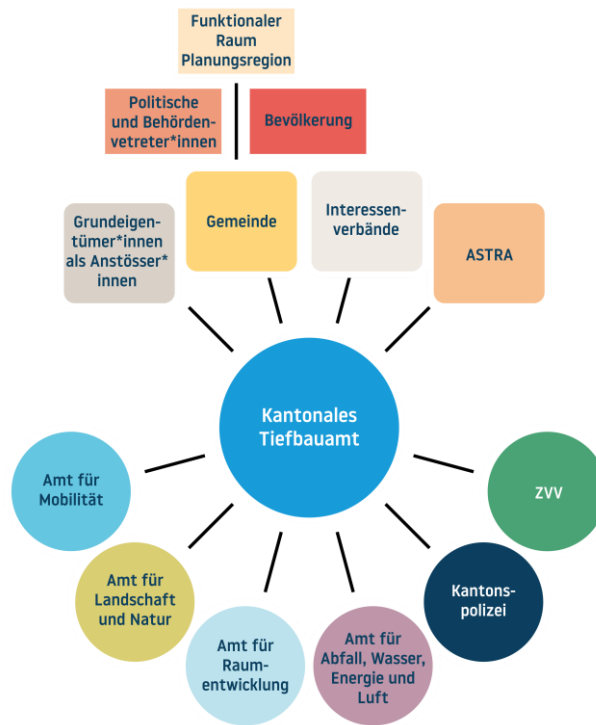 Funktionaler
Raum
Planungsregion
Politische
und Behörden-
vetreter*innen
Bevölkerung
Grundeigen-
tümer*innen
als Anstösser*
innen
Gemeinde
Interessen-
verbände
ASTRA
Kantonales
Tiefbauamt
Amt für
Mobilität
ZVV
Amt für
Landschaft
und Natur
Kantons-
polizei
Amt für
Raum-
entwicklung
Amt für
Abfall, Wasser,
Energie und
Luft